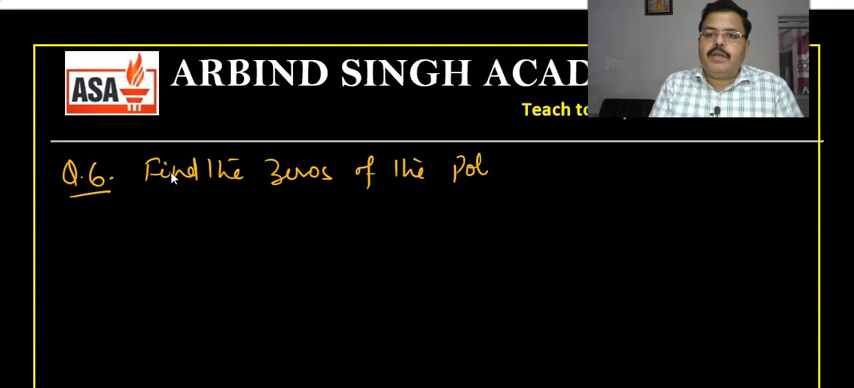 ASA
ARBIND SINGH ACAD
Teach to
Q.6. Find the Zeros of the Pol